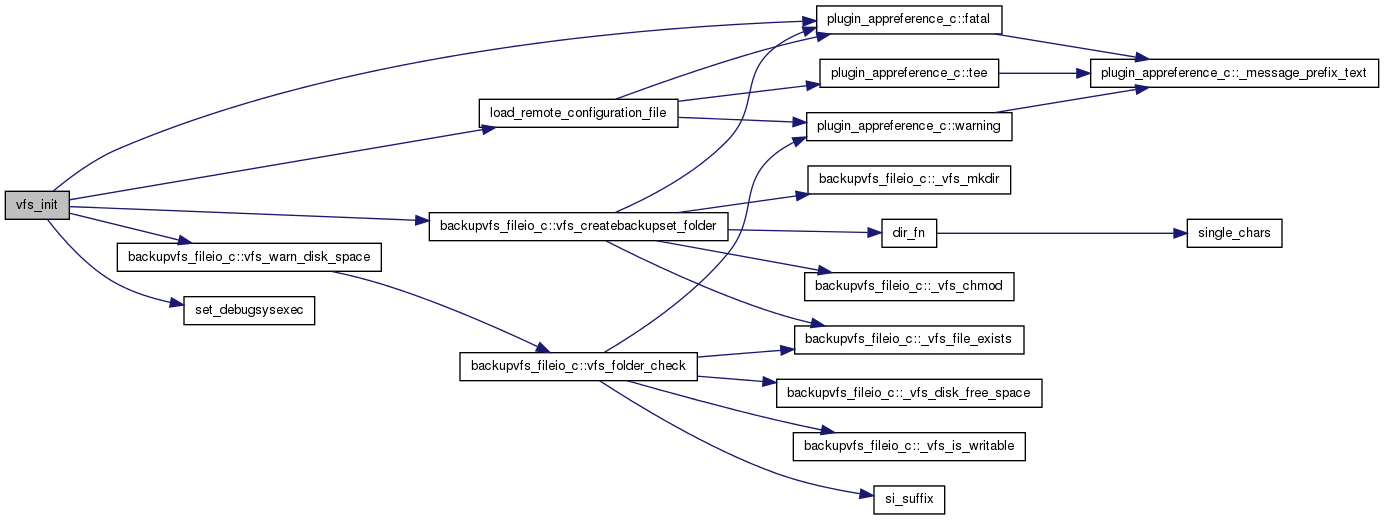 plugin_appreference_c::fatal
plugin_appreference_c::tee
plugin_appreference_c::_message_prefix_text
load_remote_configuration_file
plugin_appreference_c::warning
backupvfs_fileio_c::_vfs_mkdir
vfs_init
backupvfs_fileio_c::vfs_createbackupset_folder
dir_fn
single_chars
backupvfs_fileio_c::vfs_warn_disk_space
backupvfs_fileio_c::_vfs_chmod
set_debugsysexec
backupvfs_fileio_c::_vfs_file_exists
backupvfs_fileio_c::vfs_folder_check
backupvfs_fileio_c::_vfs_disk_free_space
backupvfs_fileio_c::_vfs_is_writable
si_suffix